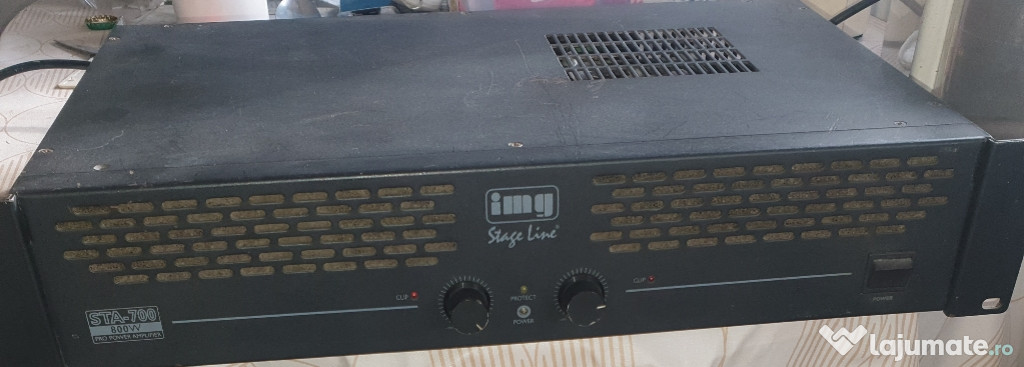 img
Stage Line®
CLIP
PROTECT
POWER
CLIP
POWER
STA-700
800W
PRO POWER AMPLIFIER
lajumate.ro